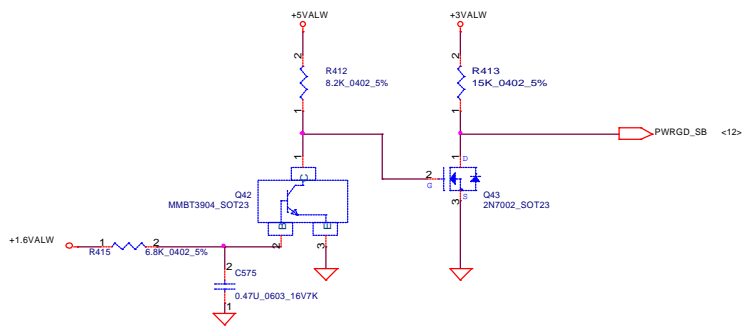 +5VALW
+3VALW
2
R412
8.2K_0402_5%
1
2
R413
15K_0402_5%
1
PWRGD_SB <12>
1
C
Q42
MMBT3904_SOT23
B
E
2
3
1
D
2
G
S
3
Q43
2N7002_SOT23
+1.6VALW
1
2
R415
6.8K_0402_5%
2
C575
0.47U_0603_16V7K
1